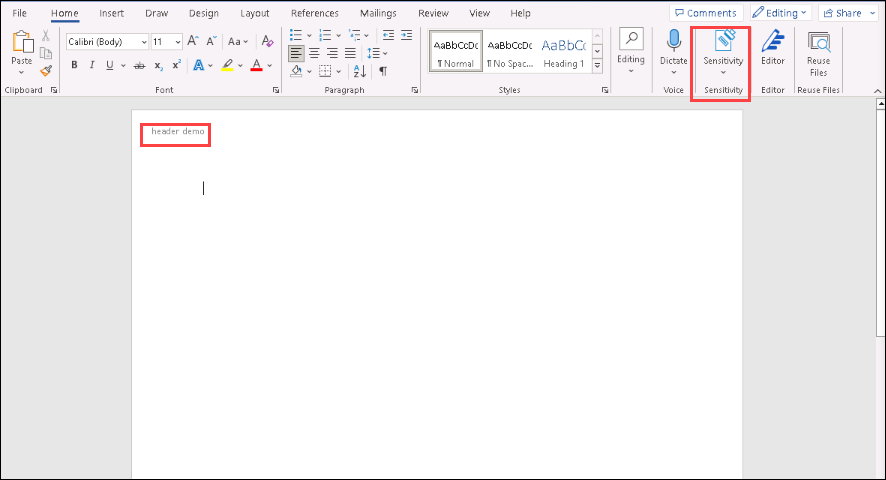 File Home Insert Draw Design Layout References Mailings Review View Help Comments Editing Share
Calibri (Body) 11 A A Aa A AaBbCcDc AaBbCcDc AaBbCc
Paste B I U ab x₂ x² A A A ¶ Normal ¶ No Spac... Heading 1 Editing Dictate Sensitivity Editor Reuse Files
Clipboard Font Paragraph Styles Voice Sensitivity Editor Reuse Files
header demo